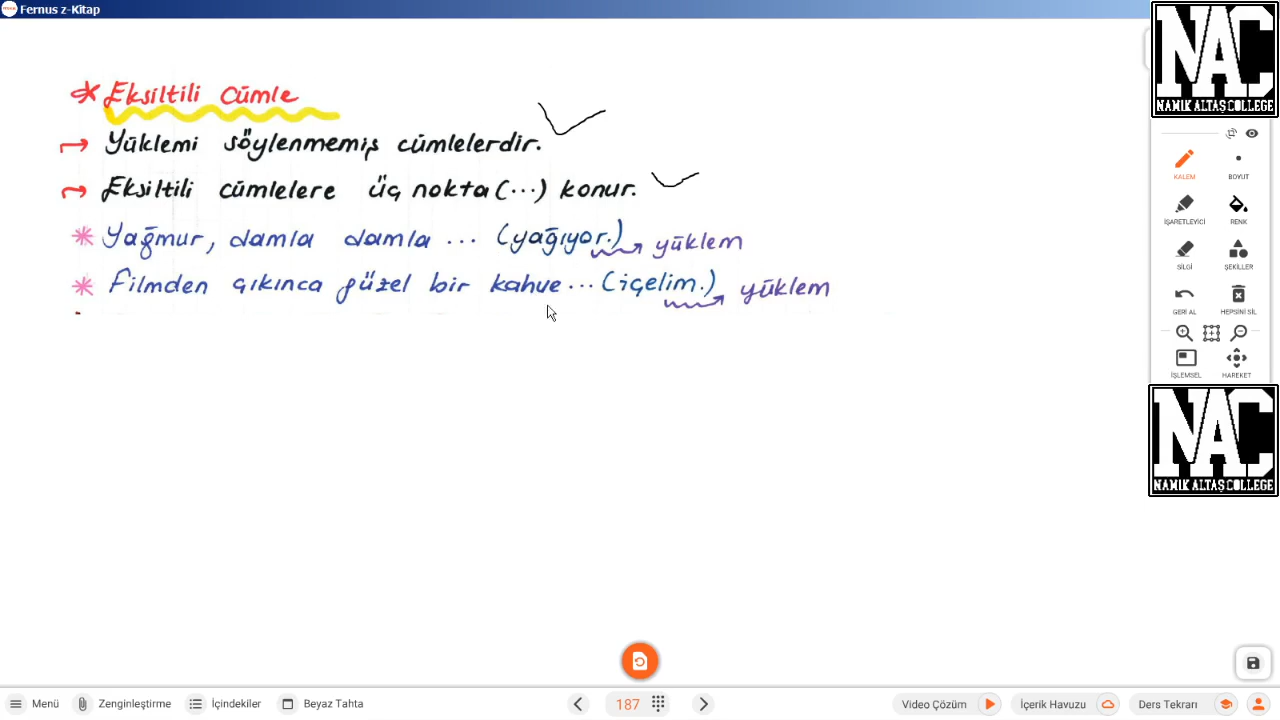 Fernus z-Kitap
Eksiltili Cümle
Yüklemi söylenmemiş cümlelerdir.
Eksiltili cümlelere üç nokta (...) konur.
Yağmur, damla damla ... (yağıyor.) yüklem
Filmden çıkınca güzel bir kahve ... (içelim.) yüklem
NAC
NAMIK ALTAŞ COLLEGE
KALEM BOYUT
İŞARETLEYİCİ RENK
SİLGİ ŞEKİLLER
GERİ AL HEPSİNİ SİL
İŞLEMSEL HAREKET
NAC
NAMIK ALTAŞ COLLEGE
Menü Zenginleştirme İçindekiler Beyaz Tahta 187 Video Çözüm İçerik Havuzu Ders Tekrarı